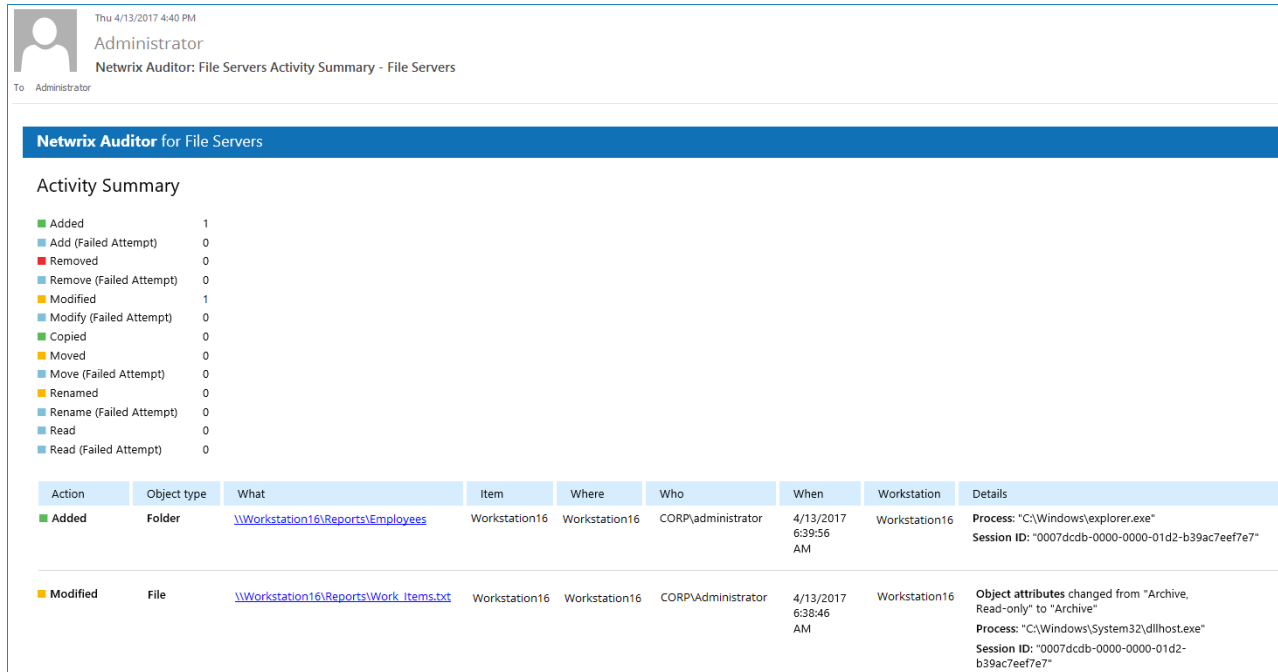 Thu 4/13/2017 4:40 PM
Administrator
Netwrix Auditor: File Servers Activity Summary - File Servers
To Administrator
Netwrix Auditor for File Servers
Activity Summary
Added 1
Add (Failed Attempt) 0
Removed 0
Remove (Failed Attempt) 0
Modified 1
Modify (Failed Attempt) 0
Copied 0
Moved 0
Move (Failed Attempt) 0
Renamed 0
Rename (Failed Attempt) 0
Read 0
Read (Failed Attempt) 0
Action Object type What Item Where Who When Workstation Details
Added Folder \\Workstation16\Reports\Employees Workstation16 Workstation16 CORP\administrator 4/13/2017 Workstation16 Process: "C:\Windows\explorer.exe"
6:39:56 Session ID: "0007dcdb-0000-0000-01d2-b39ac7eef7e7"
AM
Modified File \\Workstation16\Reports\Work_Items.txt Workstation16 Workstation16 CORP\Administrator 4/13/2017 Workstation16 Object attributes changed from "Archive,
6:38:46 Read-only" to "Archive"
AM Process: "C:\Windows\System32\dllhost.exe"
Session ID: "0007dcdb-0000-0000-01d2-
b39ac7eef7e7"